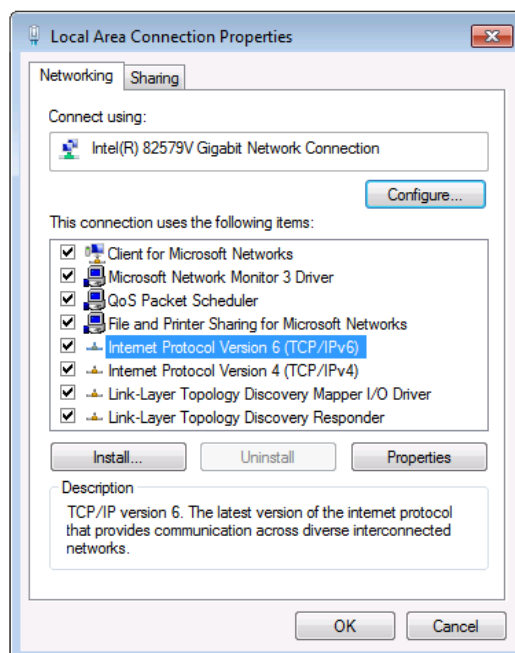 Local Area Connection Properties
Networking
Sharing
Connect using:
Intel(R) 82579V Gigabit Network Connection
Configure...
This connection uses the following items:
Client for Microsoft Networks
Microsoft Network Monitor 3 Driver
QoS Packet Scheduler
File and Printer Sharing for Microsoft Networks
Internet Protocol Version 6 (TCP/IPv6)
Internet Protocol Version 4 (TCP/IPv4)
Link-Layer Topology Discovery Mapper I/O Driver
Link-Layer Topology Discovery Responder
Install...
Uninstall
Properties
Description
TCP/IP version 6. The latest version of the internet protocol
that provides communication across diverse interconnected
networks.
OK
Cancel